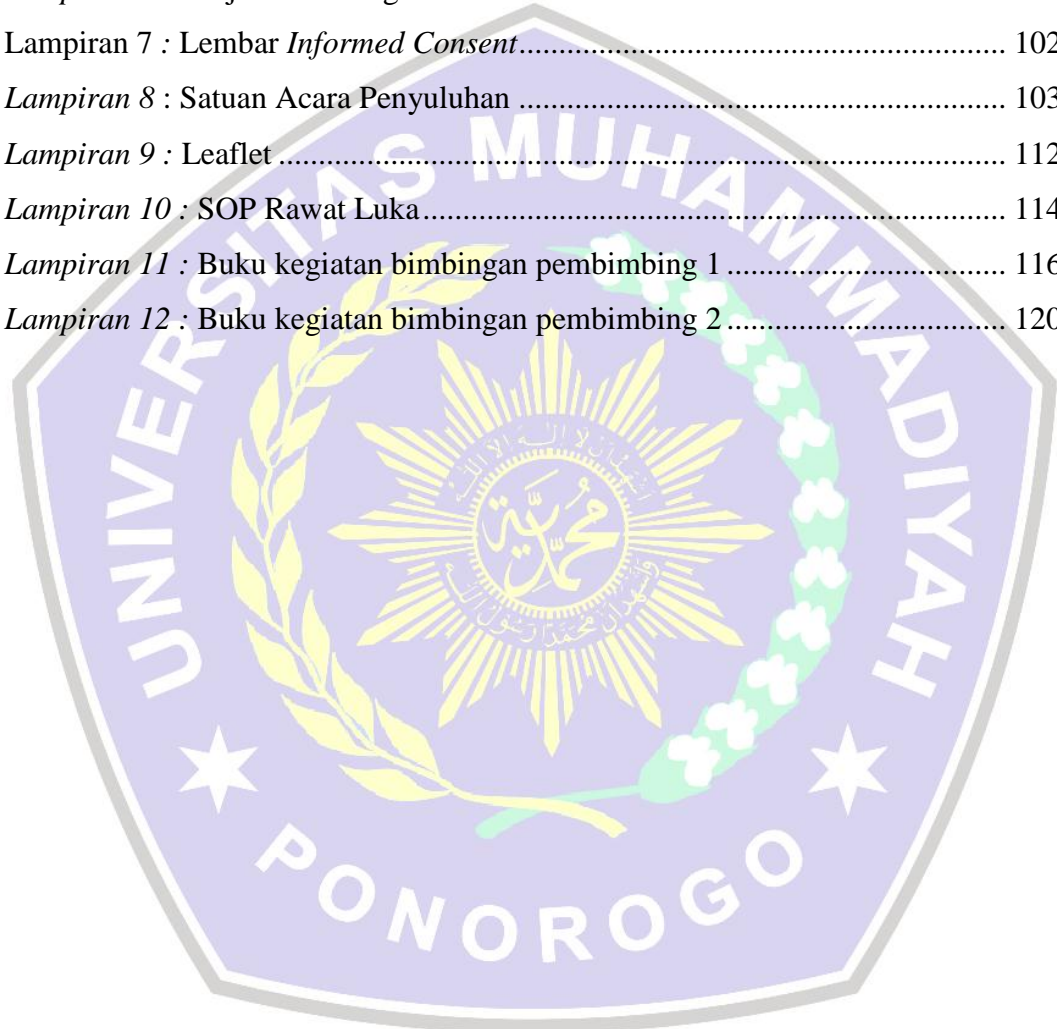 Lampiran 7 : Lembar Informed Consent 102
Lampiran 8 : Satuan Acara Penyuluhan 103
Lampiran 9 : Leaflet 112
Lampiran 10 : SOP Rawat Luka 114
Lampiran 11 : Buku kegiatan bimbingan pembimbing 1 116
Lampiran 12 : Buku kegiatan bimbingan pembimbing 2 120
UNIVERSITAS MUHAMMADIYAH
PONOROGO
محمد